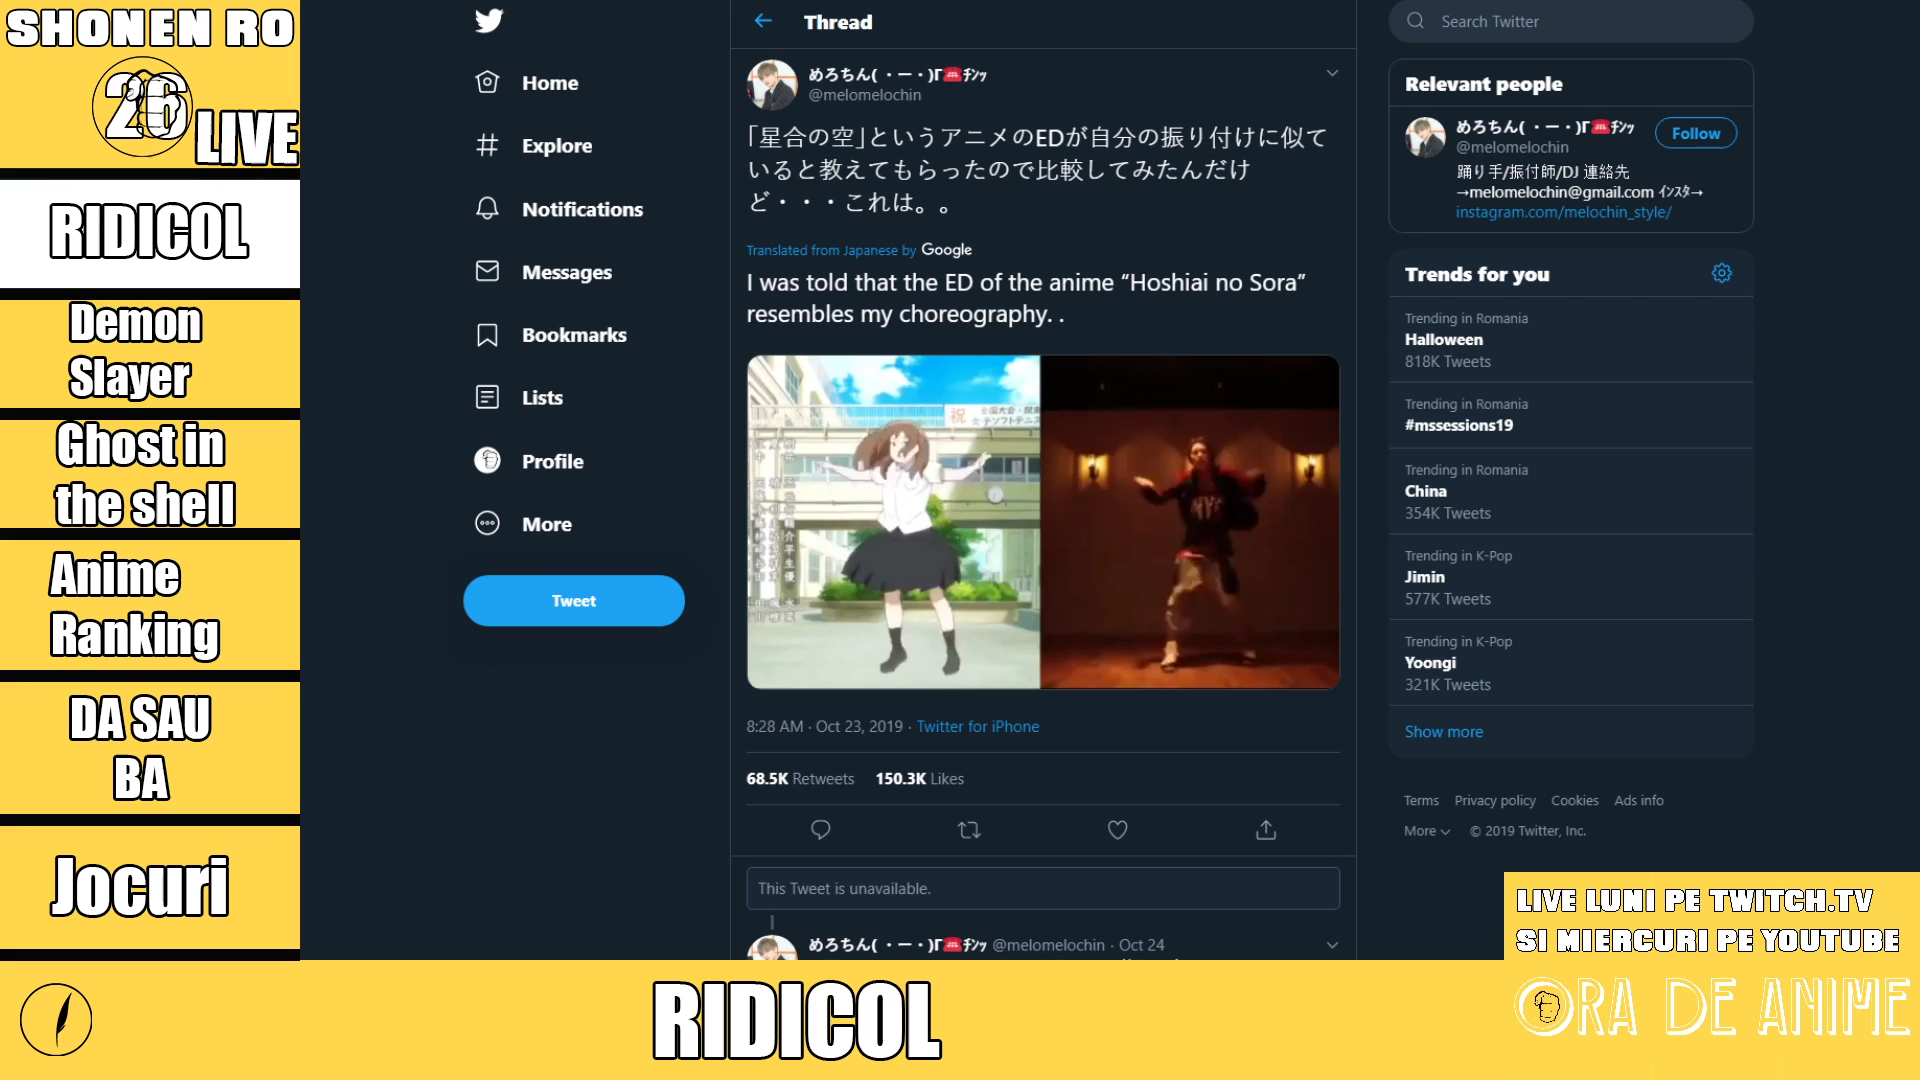 SHONEN RO
26
LIVE
RIDICOL
Demon
Slayer
Ghost in
the shell
Anime
Ranking
DA SAU
BA
Jocuri
Home
Explore
Notifications
Messages
Bookmarks
Lists
Profile
More
Tweet
Thread
めろちん( ・ー・)Γ☎ﾁﾝｯ
@melomelochin
「星合の空」というアニメのEDが自分の振り付けに似て
いると教えてもらったので比較してみたんだけ
ど・・・これは。。
Translated from Japanese by Google
I was told that the ED of the anime “Hoshiai no Sora”
resembles my choreography. .
祝
8:28 AM · Oct 23, 2019 · Twitter for iPhone
68.5K Retweets 150.3K Likes
This Tweet is unavailable.
めろちん( ・ー・)Γ☎ﾁﾝｯ @melomelochin · Oct 24
Search Twitter
Relevant people
めろちん( ・ー・)Γ☎ﾁﾝｯ
@melomelochin
Follow
踊り手/振付師/DJ 連絡先
→melomelochin@gmail.com ｲﾝｽﾀ→
instagram.com/melochin_style/
Trends for you
Trending in Romania
Halloween
818K Tweets
Trending in Romania
#mssessions19
Trending in Romania
China
354K Tweets
Trending in K-Pop
Jimin
577K Tweets
Trending in K-Pop
Yoongi
321K Tweets
Show more
Terms Privacy policy Cookies Ads info
More © 2019 Twitter, Inc.
LIVE LUNI PE TWITCH.TV
SI MIERCURI PE YOUTUBE
RIDICOL
ORA DE ANIME